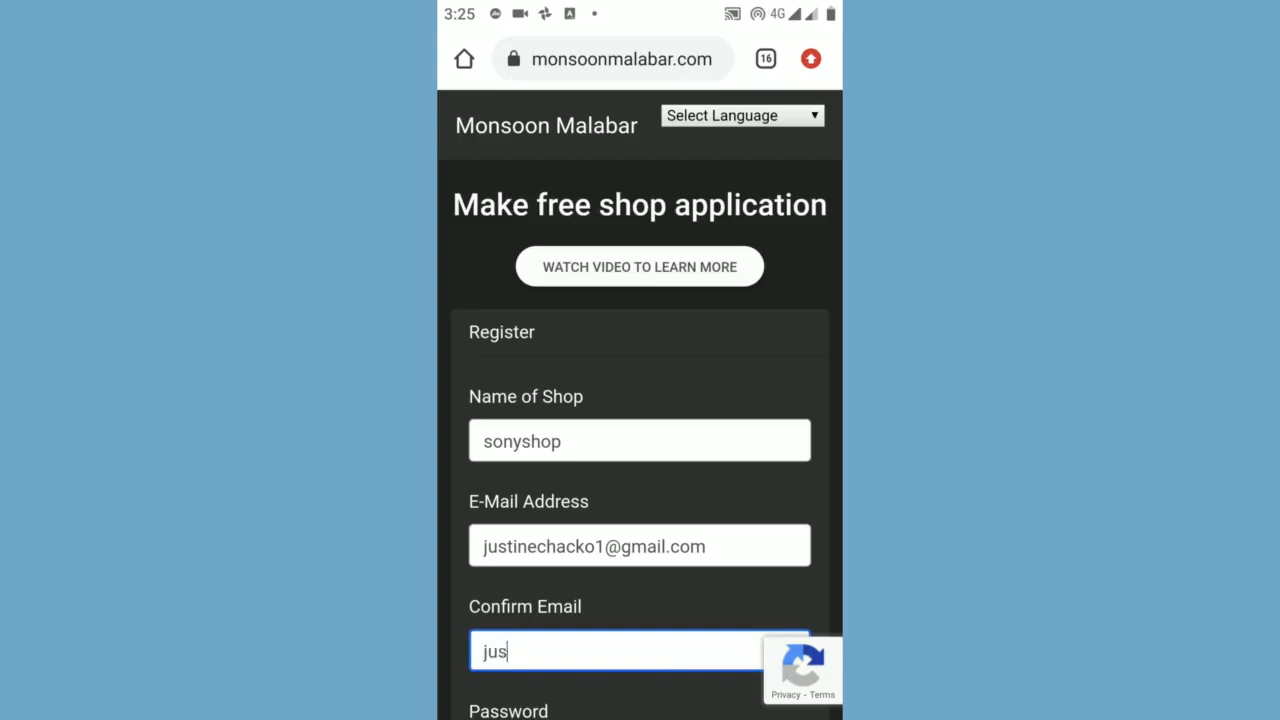 3:25
4G
monsoonmalabar.com
16
Monsoon Malabar
Select Language
Make free shop application
WATCH VIDEO TO LEARN MORE
Register
Name of Shop
sonyshop
E-Mail Address
justinechacko1@gmail.com
Confirm Email
jus
Privacy - Terms
Password